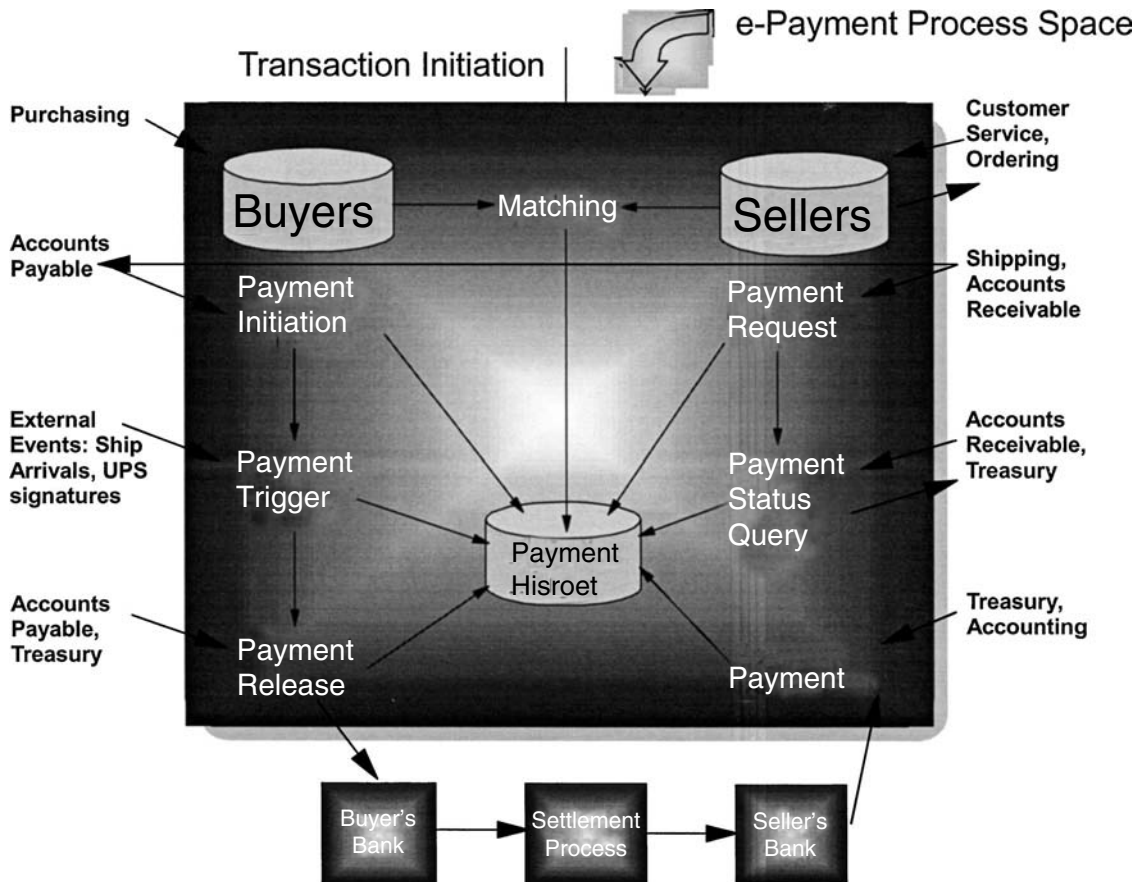 e-Payment Process Space
Transaction Initiation
Purchasing
Customer
Service,
Ordering
Buyers
Matching
Sellers
Accounts
Payable
Payment
Initiation
Payment
Request
Shipping,
Accounts
Receivable
External
Events: Ship
Arrivals, UPS
signatures
Payment
Trigger
Payment
Status
Query
Accounts
Receivable,
Treasury
Payment
Hisroet
Accounts
Payable,
Treasury
Payment
Release
Payment
Treasury,
Accounting
Buyer's
Bank
Settlement
Process
Seller's
Bank